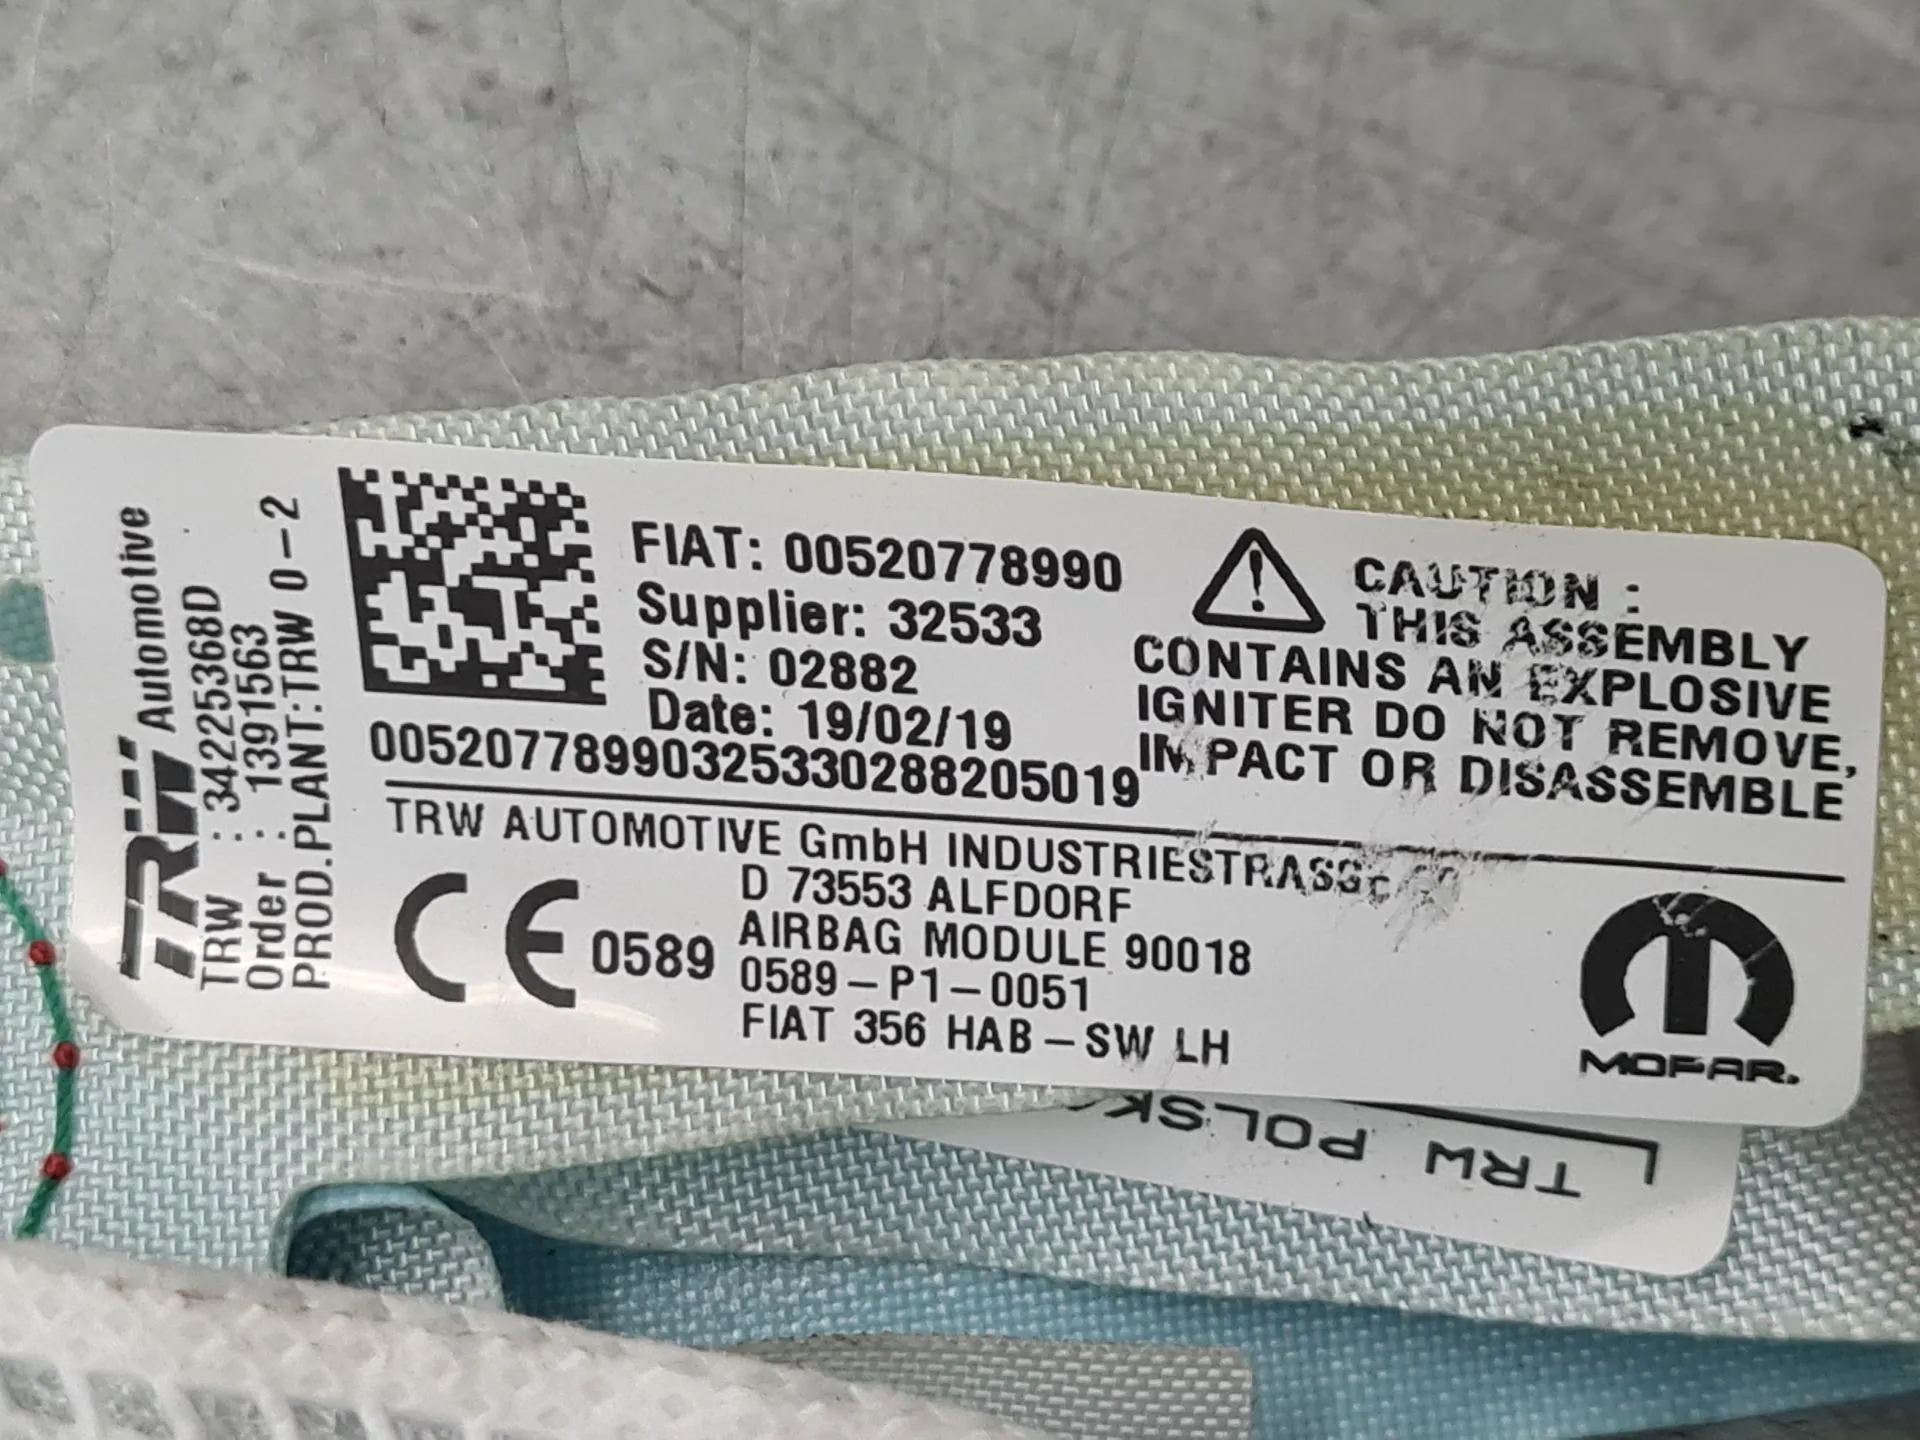 TRW Automotive
TRW : 34225368D
Order : 13915563
PROD.PLANT:TRW 0-2
FIAT: 00520778990
Supplier: 32533
S/N: 02882
Date: 19/02/19
00520778990325330288205019
CAUTION :
THIS ASSEMBLY
CONTAINS AN EXPLOSIVE
IGNITER DO NOT REMOVE,
IMPACT OR DISASSEMBLE
TRW AUTOMOTIVE GmbH INDUSTRIESTRASSE
D 73553 ALFDORF
AIRBAG MODULE 90018
0589-P1-0051
FIAT 356 HAB-SW LH
CE 0589
MOPAR.
TRW POLSK